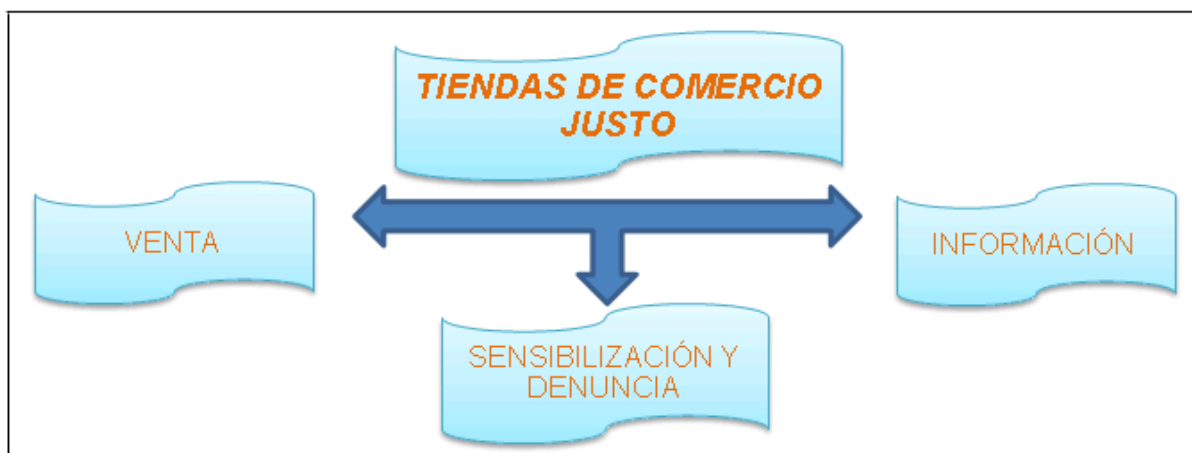 TIENDAS DE COMERCIO
JUSTO
VENTA
INFORMACIÓN
SENSIBILIZACIÓN Y
DENUNCIA